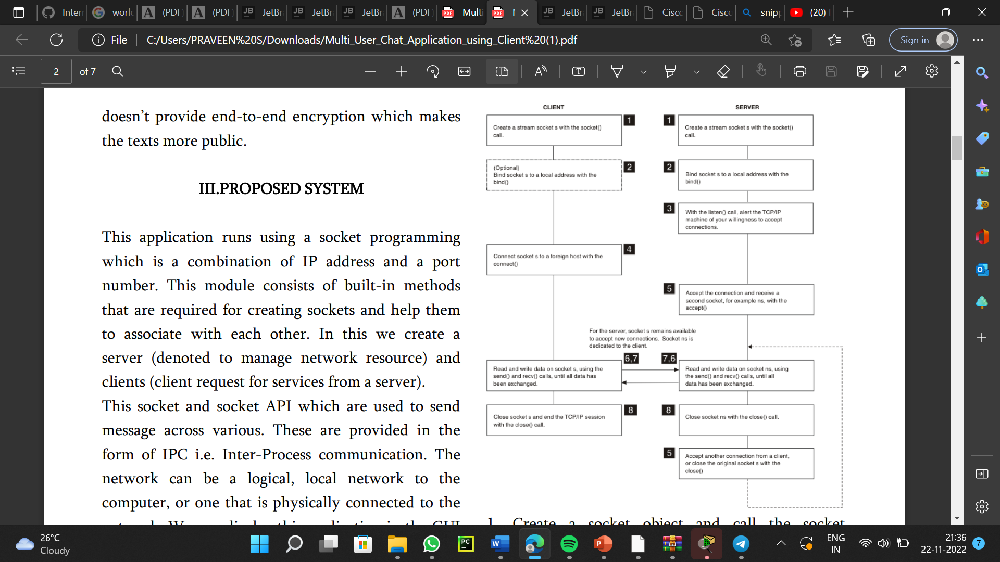 Inter
worl
(PDF
(PDF
JetBr
JetBr
JetBr
(PDF
Multi
JetBr
JetBr
Cisco
Cisco
snipp
(20)
File
C:/Users/PRAVEEN%20S/Downloads/Multi_User_Chat_Application_using_Client%20(1).pdf
Sign in
2 of 7
doesn't provide end-to-end encryption which makes
the texts more public.
III.PROPOSED SYSTEM
This application runs using a socket programming
which is a combination of IP address and a port
number. This module consists of built-in methods
that are required for creating sockets and help them
to associate with each other. In this we create a
server (denoted to manage network resource) and
clients (client request for services from a server).
This socket and socket API which are used to send
message across various. These are provided in the
form of IPC i.e. Inter-Process communication. The
network can be a logical, local network to the
computer, or one that is physically connected to the
CLIENT
SERVER
1
Create a stream socket s with the socket()
call.
1
Create a stream socket s with the socket()
call.
2
(Optional)
Bind socket s to a local address with the
bind()
2
Bind socket s to a local address with the
bind()
3
With the listen() call, alert the TCP/IP
machine of your willingness to accept
connections.
4
Connect socket s to a foreign host with the
connect()
5
Accept the connection and receive a
second socket, for example ns, with the
accept()
For the server, socket s remains available
to accept new connections. Socket ns is
dedicated to the client.
6,7
7,6
Read and write data on socket s, using the
send() and recv() calls, until all data has
been exchanged.
Read and write data on socket ns, using
the send() and recv() calls, until all
data has been exchanged.
8
Close socket s and end the TCP/IP session
with the close() call.
8
Close socket ns with the close() call.
5
Accept another connection from a client,
or close the original socket s with the
close()
1. Create a socket object and call the socket
26°C
Cloudy
ENG
IN
21:36
22-11-2022
7